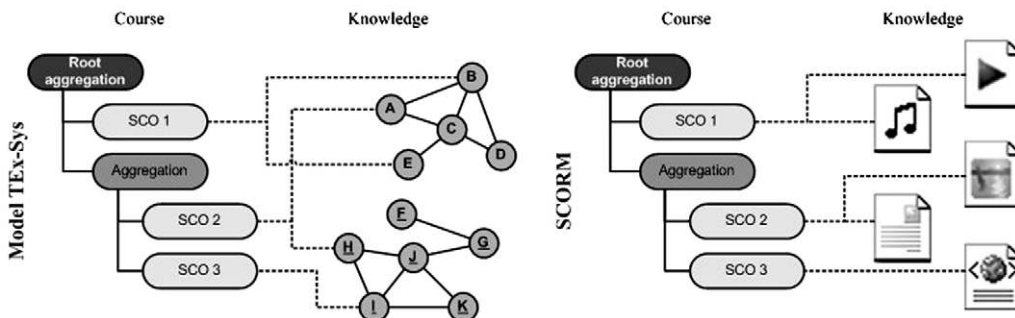 Course
Knowledge
Model TEx-Sys
Root
aggregation
SCO 1
Aggregation
SCO 2
SCO 3
B
A
C
D
E
F
G
H
J
I
K
Course
Knowledge
SCORM
Root
aggregation
SCO 1
Aggregation
SCO 2
SCO 3